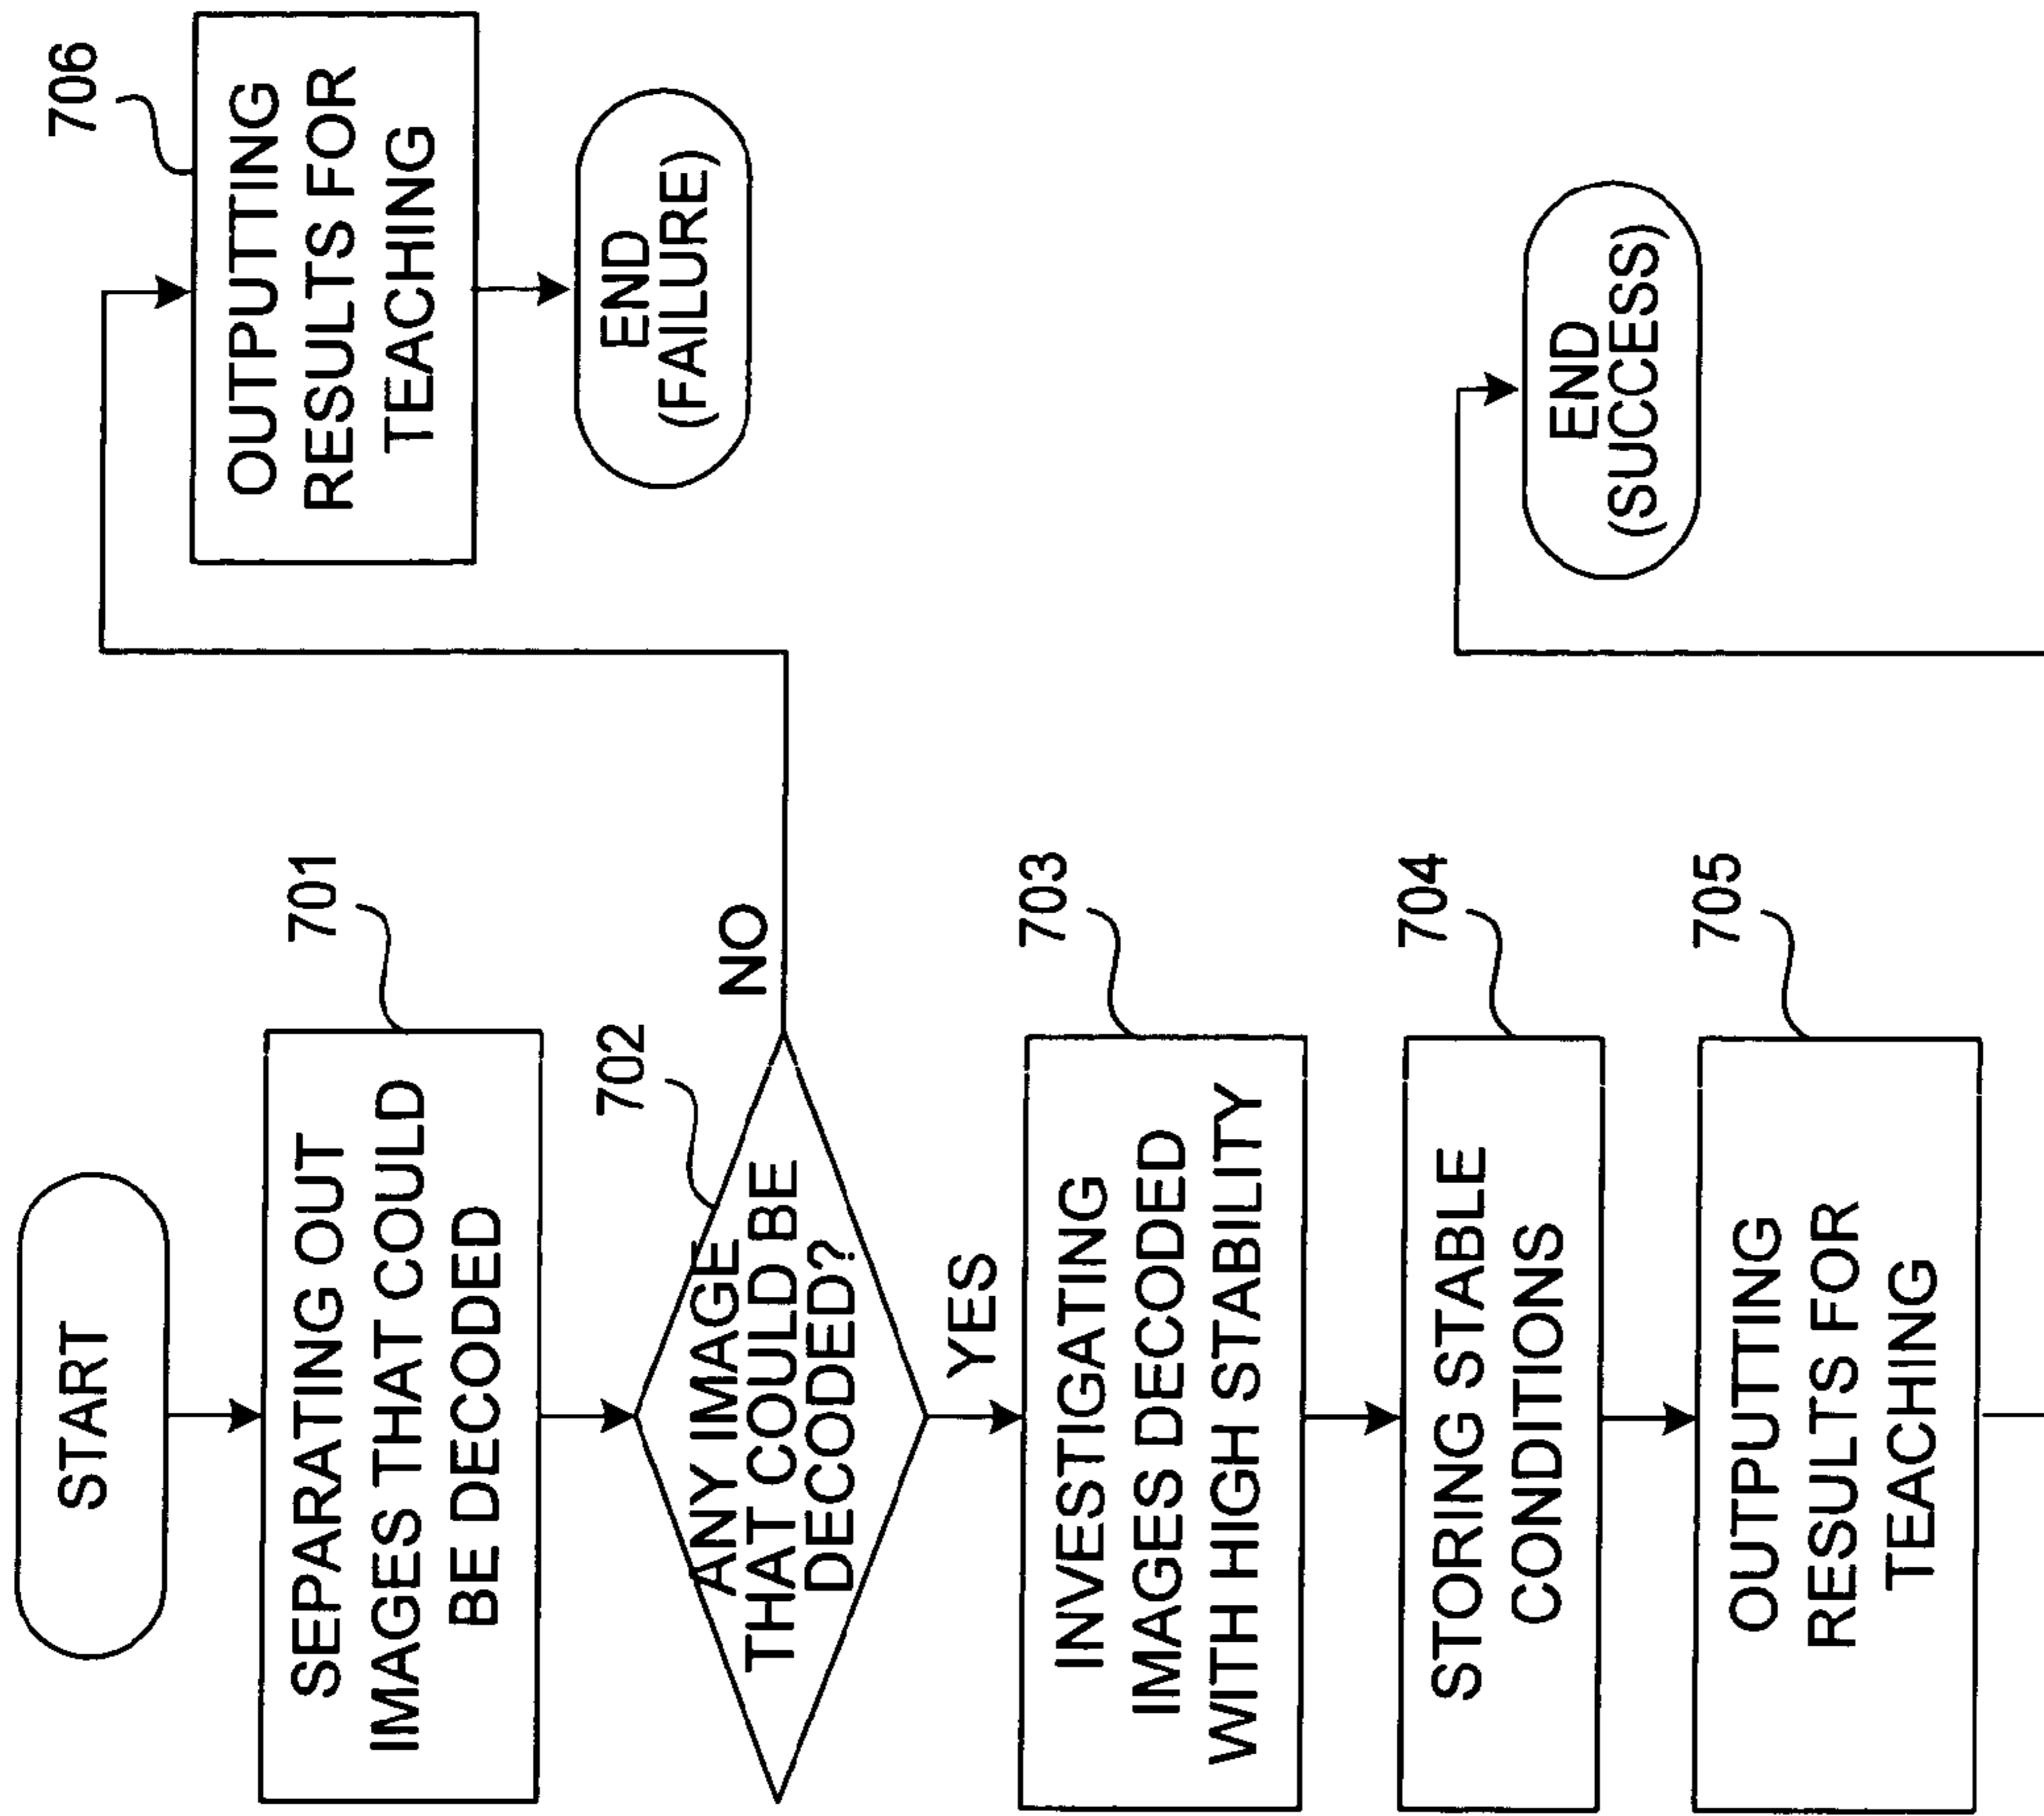 START
701
SEPARATING OUT
IMAGES THAT COULD
BE DECODED
702
ANY IMAGE
THAT COULD BE
DECODED?
NO
YES
703
INVESTIGATING
IMAGES DECODED
WITH HIGH STABILITY
704
STORING STABLE
CONDITIONS
705
OUTPUTTING
RESULTS FOR
TEACHING
706
OUTPUTTING
RESULTS FOR
TEACHING
END
(FAILURE)
END
(SUCCESS)